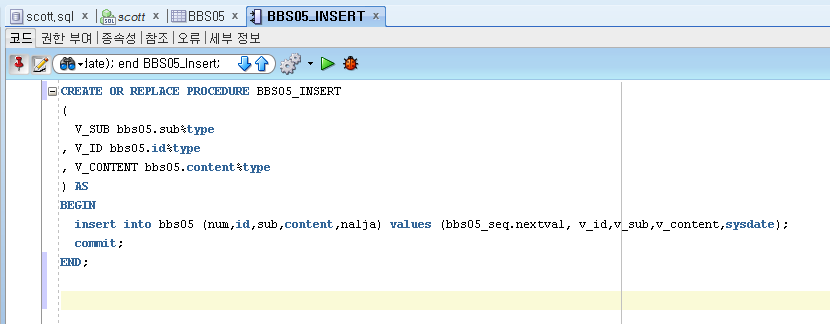 scott.sql x scott x BBS05 x BBS05_INSERT x
코드 권한 부여 종속성 참조 오류 세부 정보
late); end BBS05_Insert;
CREATE OR REPLACE PROCEDURE BBS05_INSERT
(
V_SUB bbs05.sub%type
, V_ID bbs05.id%type
, V_CONTENT bbs05.content%type
) AS
BEGIN
insert into bbs05 (num,id,sub,content,nalja) values (bbs05_seq.nextval, v_id,v_sub,v_content,sysdate);
commit;
END;